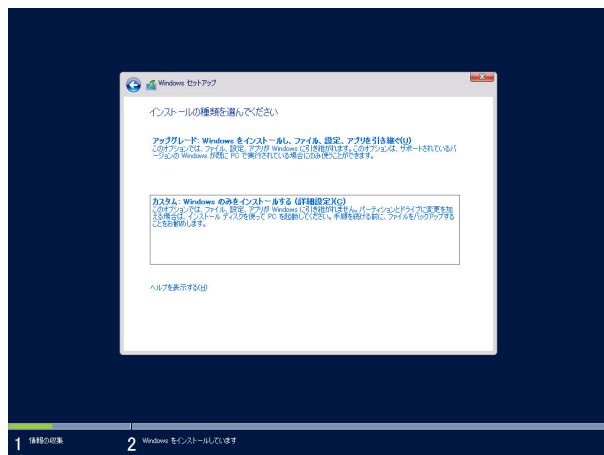 Windows セットアップ
インストールの種類を選んでください
アップグレード: Windows をインストールし、ファイル、設定、アプリを引き継ぐ(U)
このオプションでは、ファイル、設定、アプリが Windows に引き継がれます。このオプションは、サポートされているバ
ージョンの Windows が既に PC で実行されている場合にのみ使うことができます。
カスタム: Windows のみをインストールする (詳細設定)(C)
このオプションでは、ファイル、設定、アプリが Windows に引き継がれません。パーティションとドライブに変更を加
える場合は、インストール ディスクを使って PC を起動してください。手順を続ける前に、ファイルをバックアップする
ことをお勧めします。
ヘルプを表示する(H)
1 情報の収集
2 Windows をインストールしています